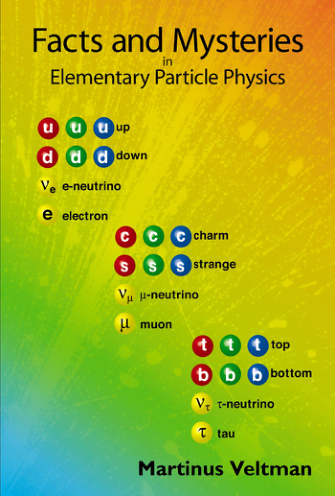 Facts and Mysteries
in
Elementary Particle Physics
u u u up
d d d down
νe e-neutrino
e electron
c c c charm
s s s strange
νμ μ-neutrino
μ muon
t t t top
b b b bottom
ντ τ-neutrino
τ tau
Martinus Veltman